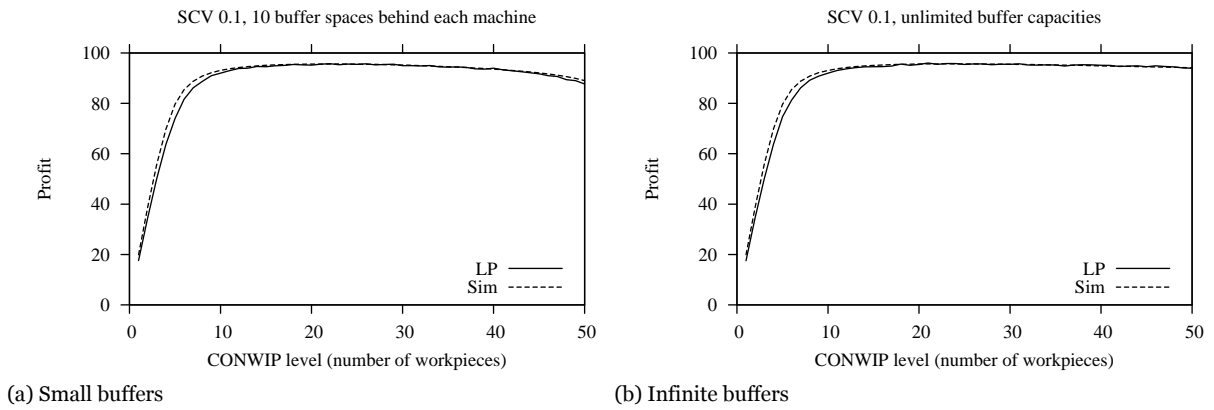 SCV 0.1, 10 buffer spaces behind each machine
100
80
60
40
20
0
Profit
LP
Sim
0 10 20 30 40 50
CONWIP level (number of workpieces)
(a) Small buffers
SCV 0.1, unlimited buffer capacities
100
80
60
40
20
0
Profit
LP
Sim
0 10 20 30 40 50
CONWIP level (number of workpieces)
(b) Infinite buffers